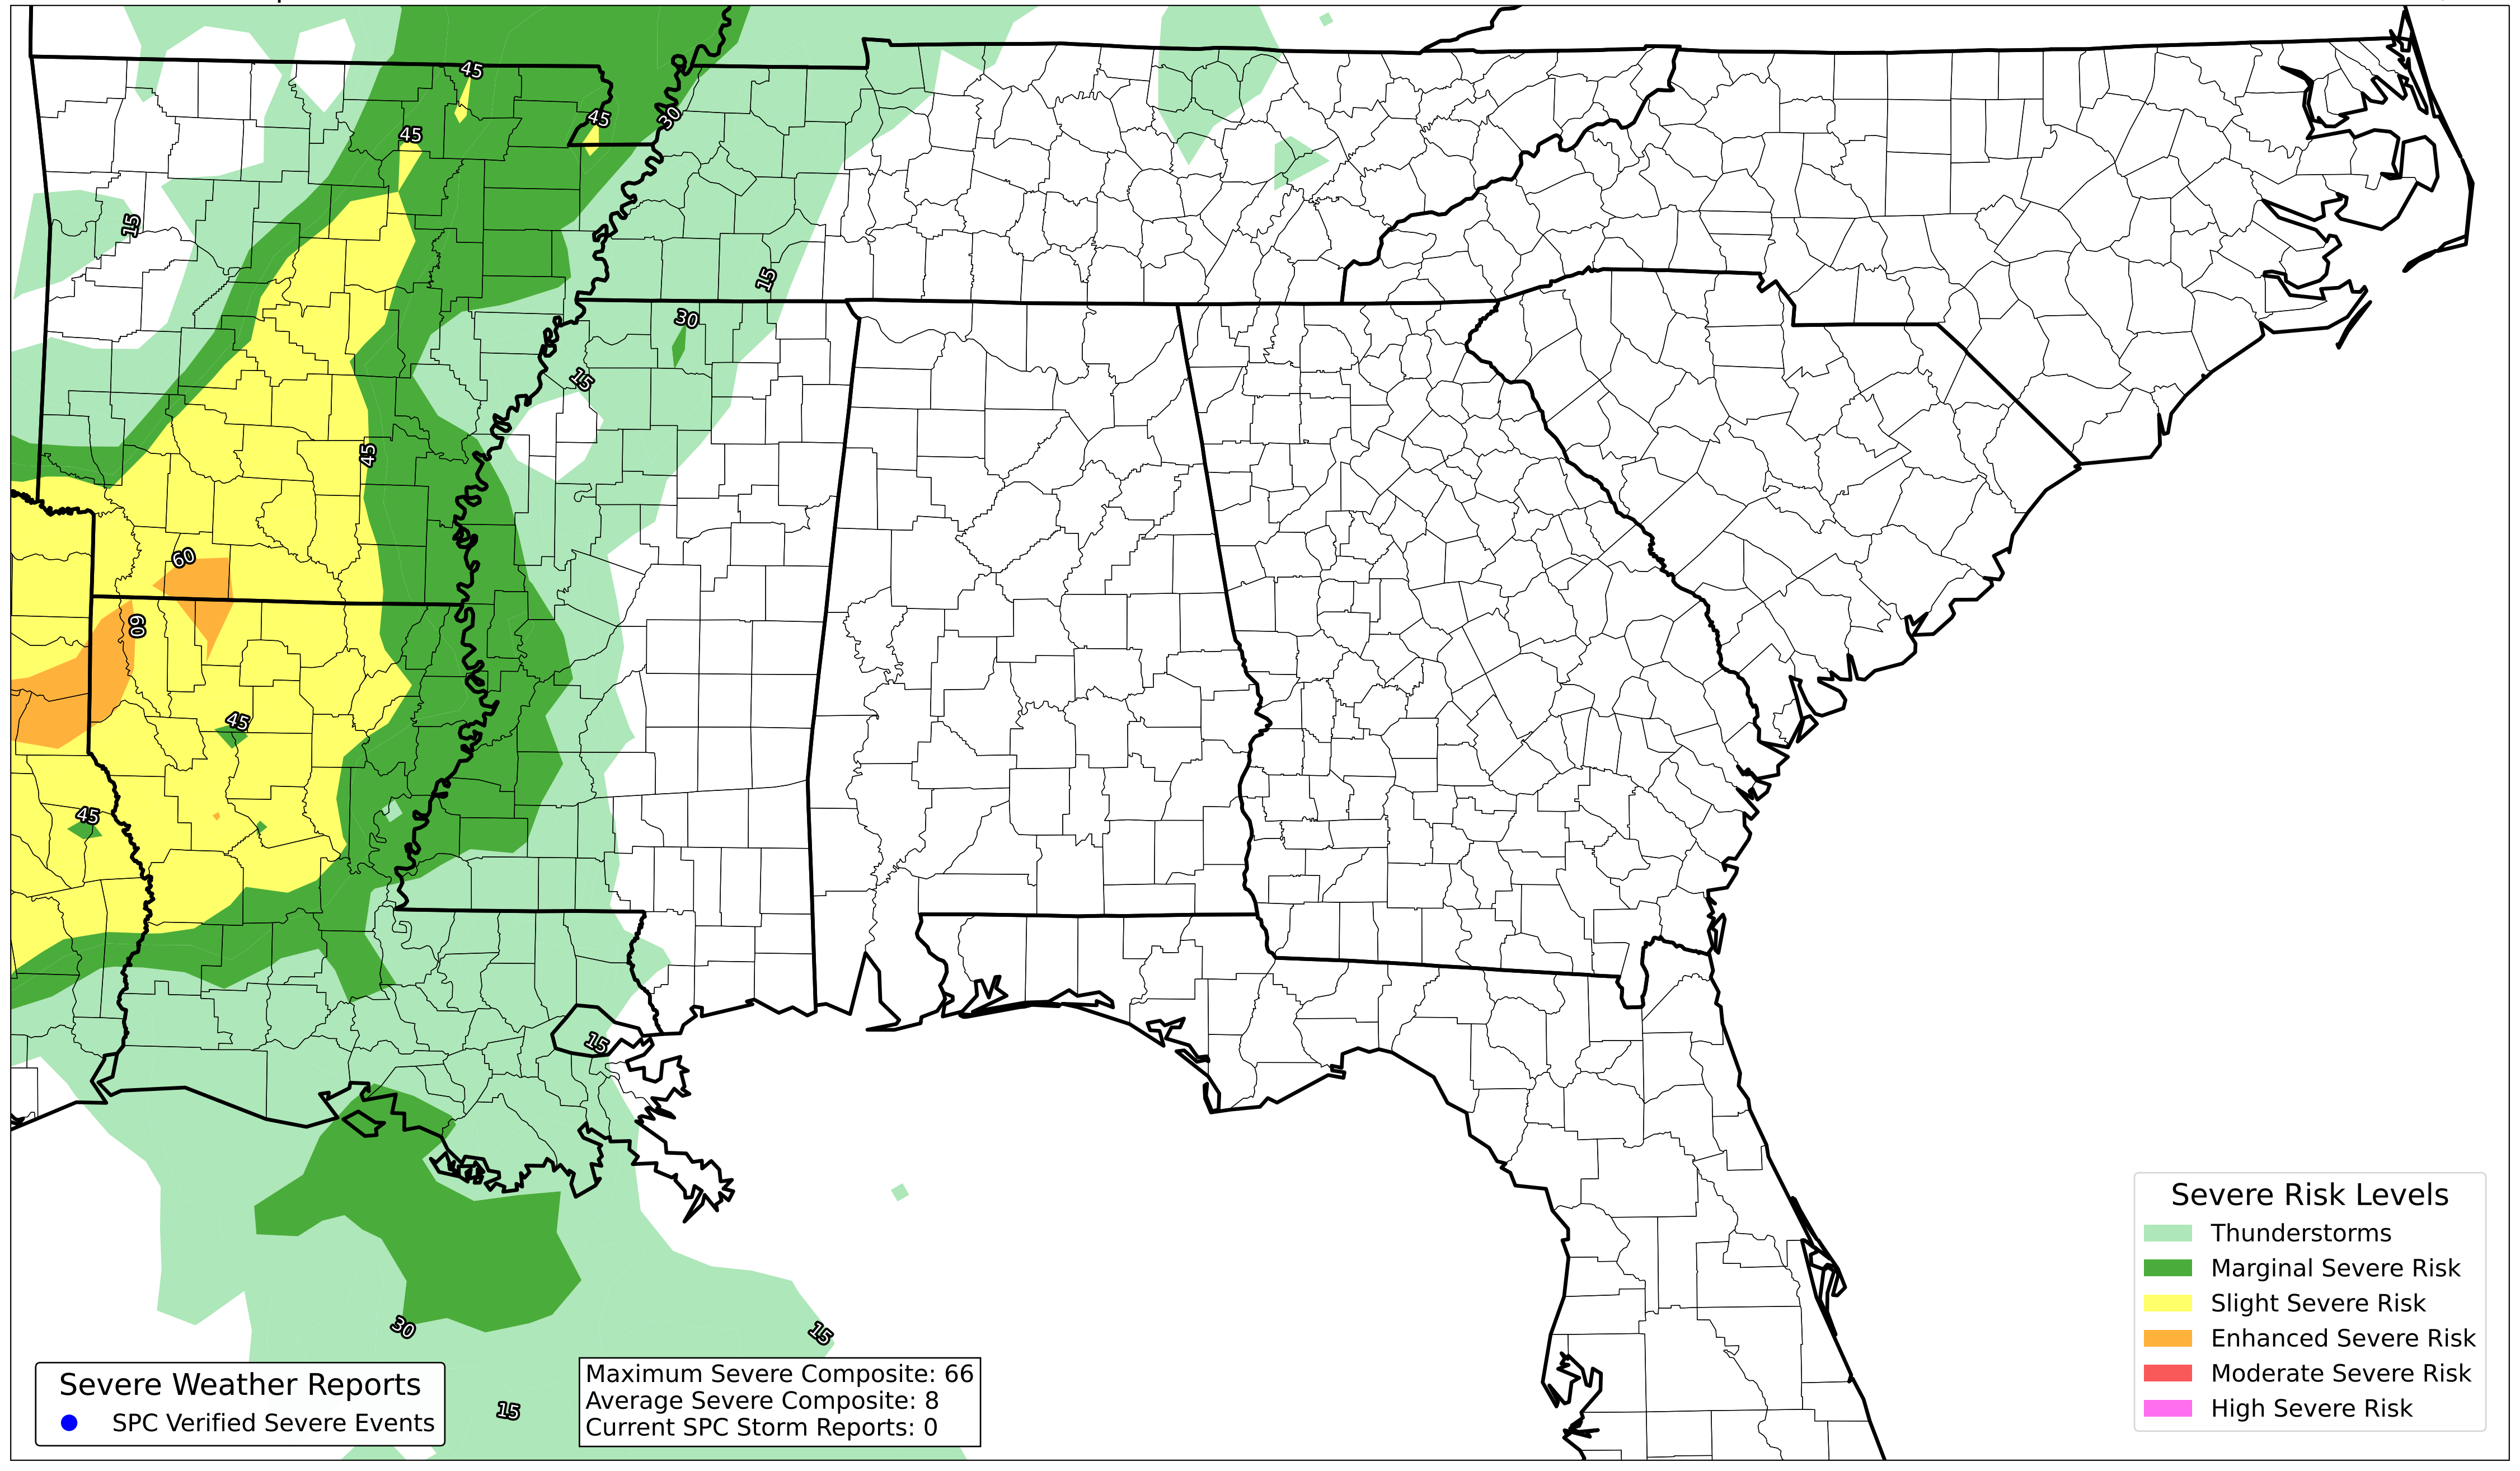 45
45
45
30
15
15
30
15
45
60
60
45
45
15
30
15
15
Severe Weather Reports
SPC Verified Severe Events
Maximum Severe Composite: 66
Average Severe Composite: 8
Current SPC Storm Reports: 0
Severe Risk Levels
Thunderstorms
Marginal Severe Risk
Slight Severe Risk
Enhanced Severe Risk
Moderate Severe Risk
High Severe Risk